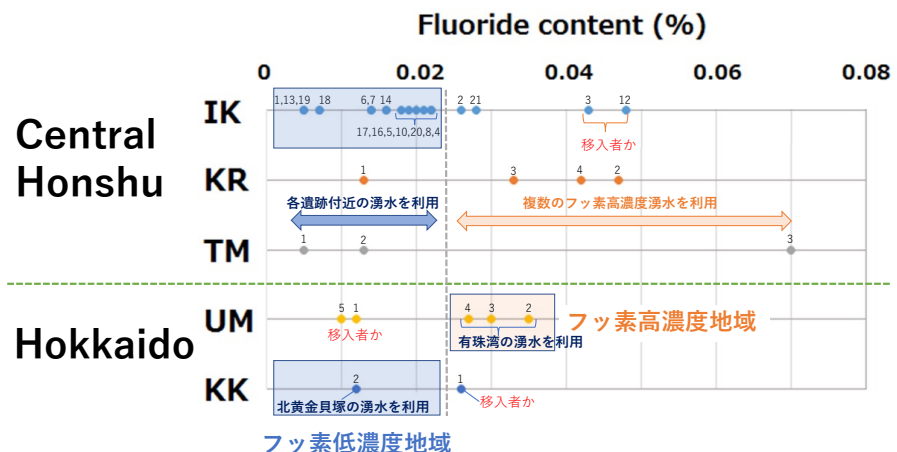 Fluoride content (%)
0 0.02 0.04 0.06 0.08
Central
Honshu
IK
1,13,19 18 6,7 14 2 21 3 12
17,16,5,10,20,8,4
移入者か
KR
1 3 4 2
各遺跡付近の湧水を利用
複数のフッ素高濃度湧水を利用
TM
1 2 3
Hokkaido
UM
5 1 4 3 2
移入者か
有珠湾の湧水を利用
フッ素高濃度地域
KK
2 1
北黄金貝塚の湧水を利用
移入者か
フッ素低濃度地域